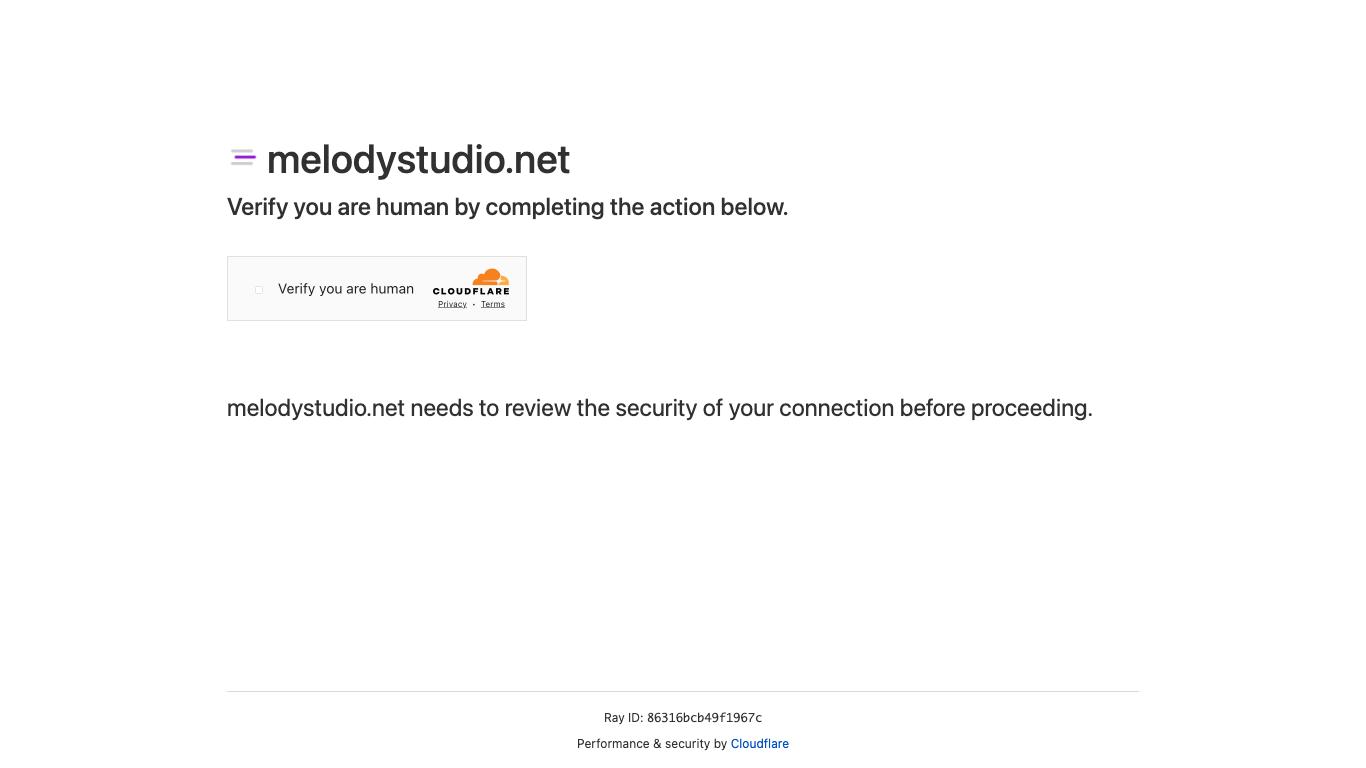 melodystudio.net
Verify you are human by completing the action below.
Verify you are human
CLOUDFLARE
Privacy • Terms
melodystudio.net needs to review the security of your connection before proceeding.
Ray ID: 86316bcb49f1967c
Performance & security by Cloudflare